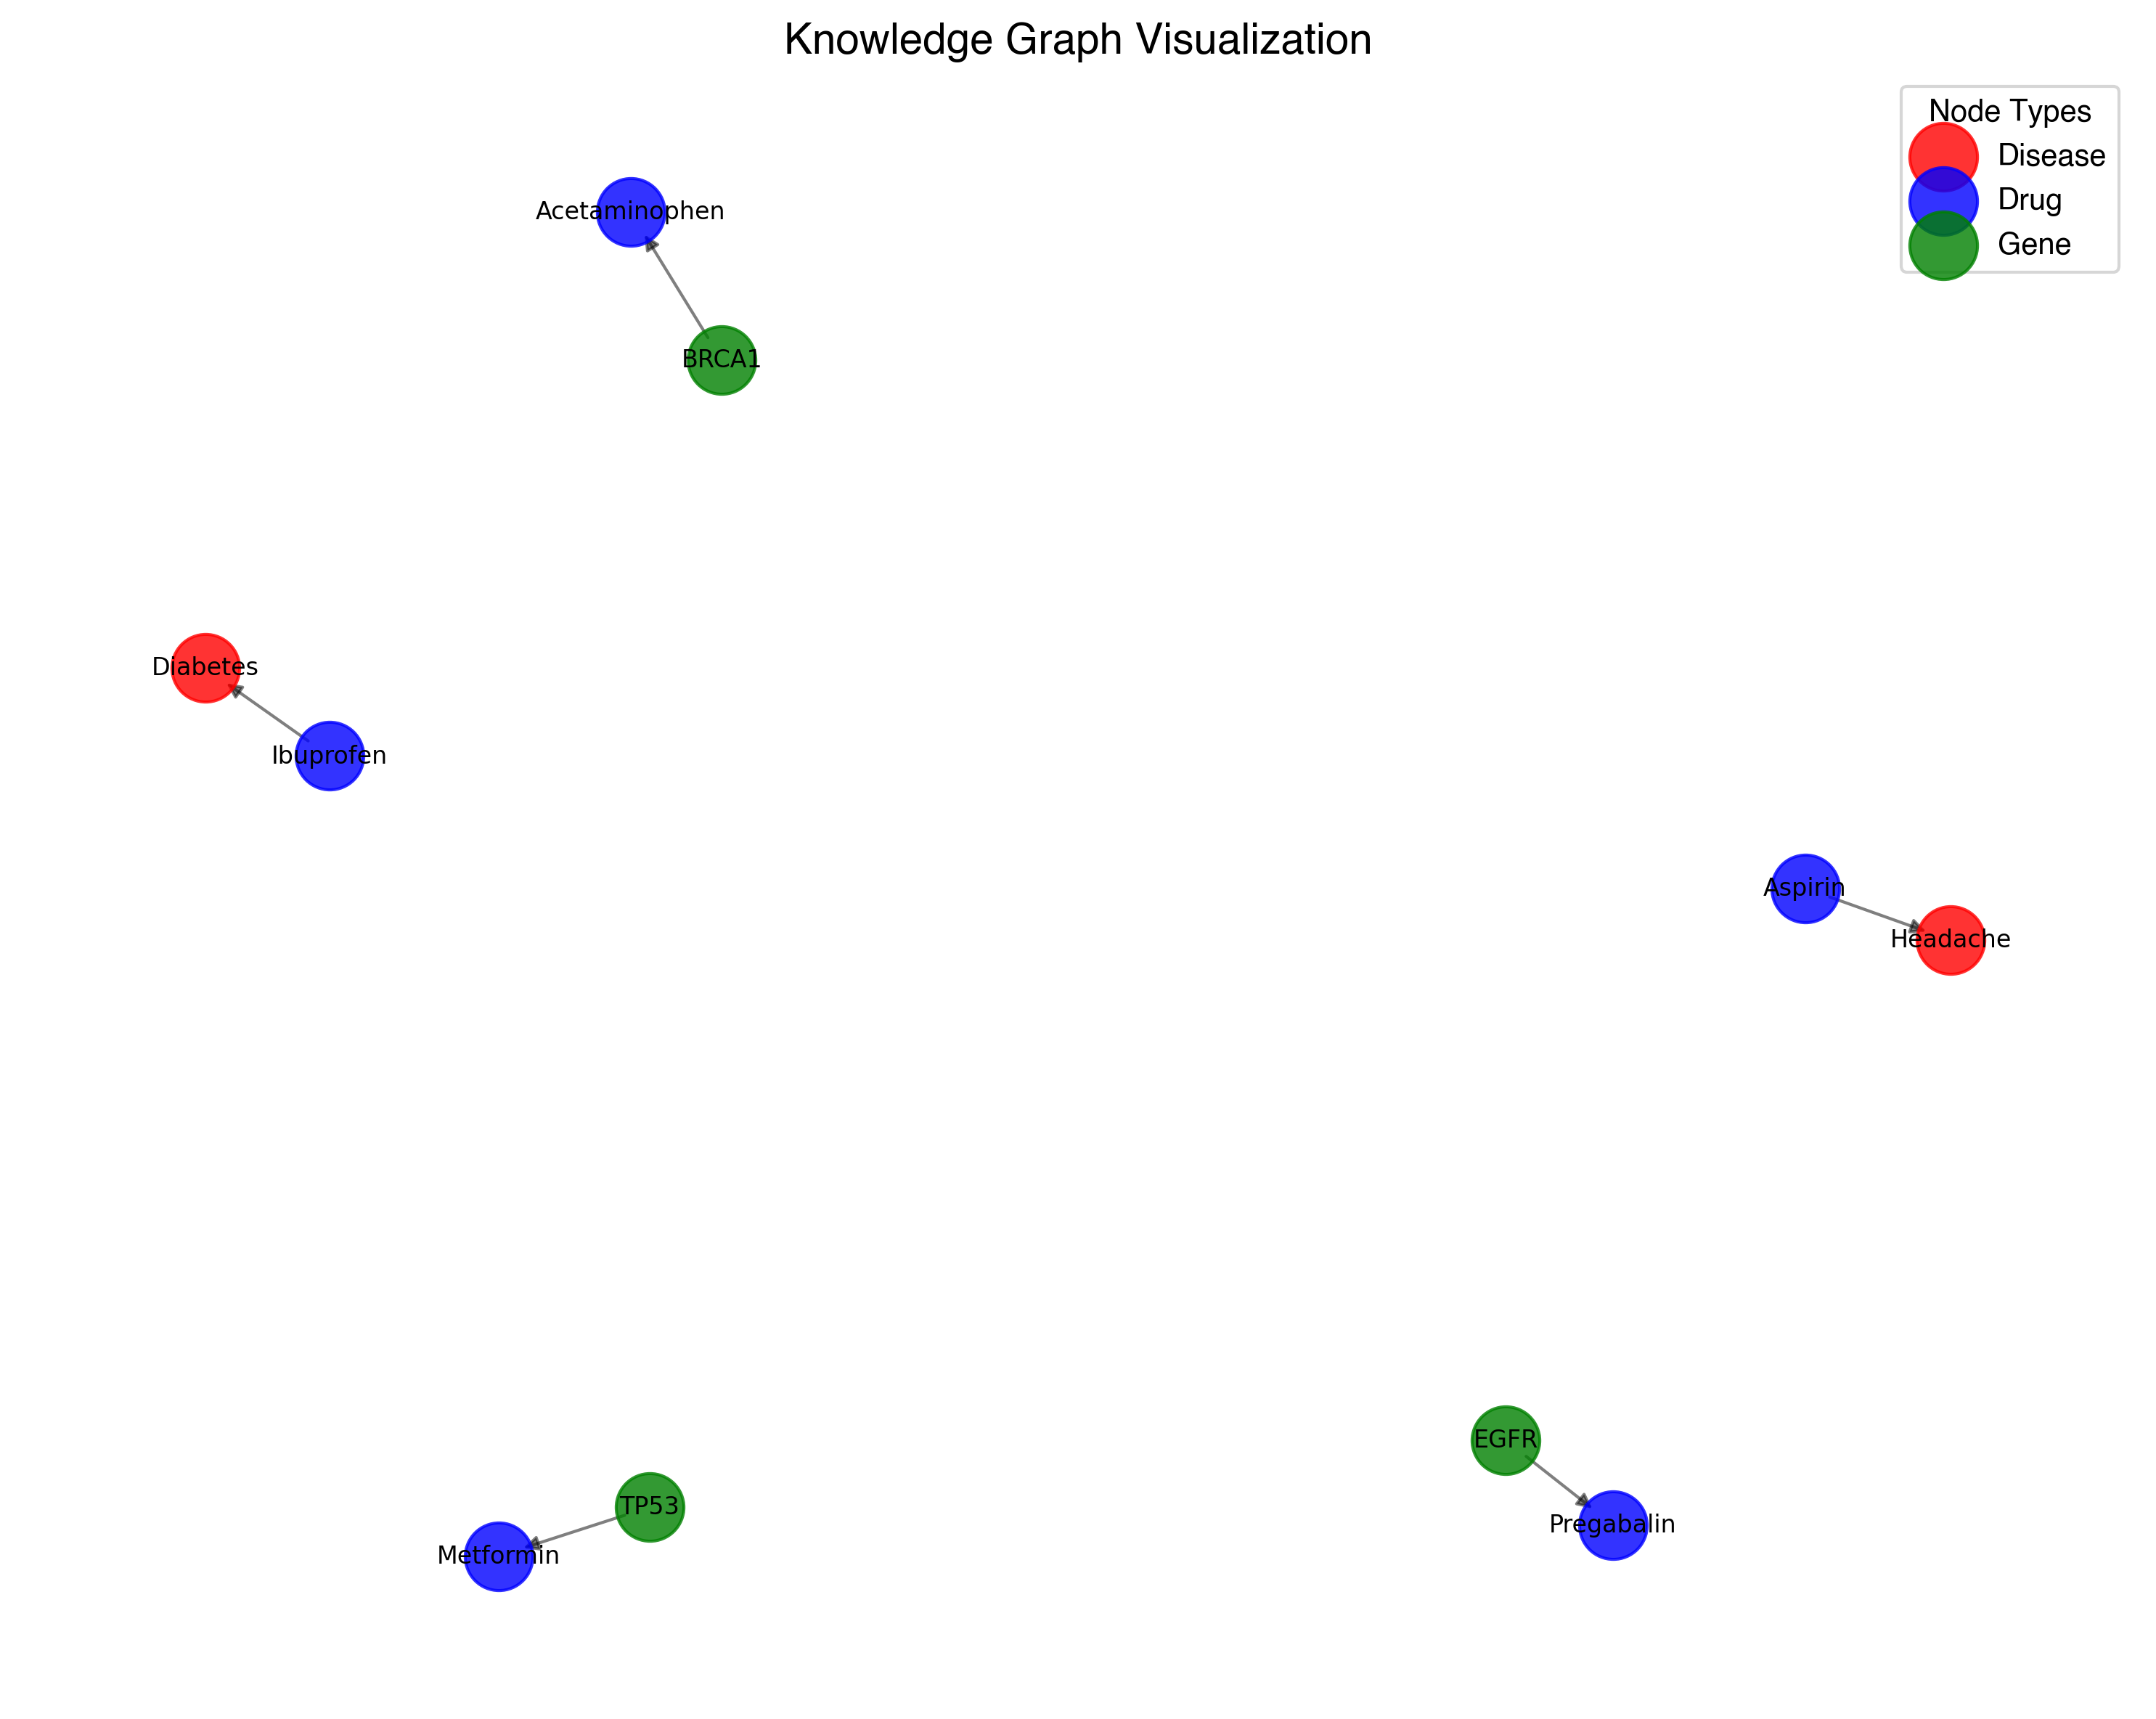 Knowledge Graph Visualization
Node Types
Disease
Drug
Gene
Acetaminophen
BRCA1
Diabetes
Ibuprofen
Aspirin
Headache
EGFR
TP53
Pregabalin
Metformin